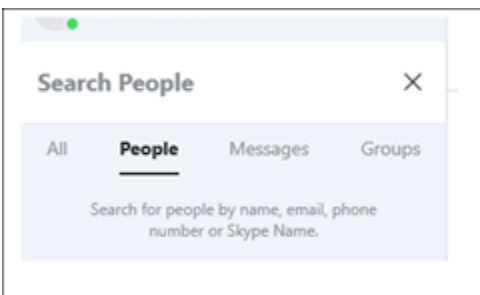 Search People
All People Messages Groups
Search for people by name, email, phone
number or Skype Name.